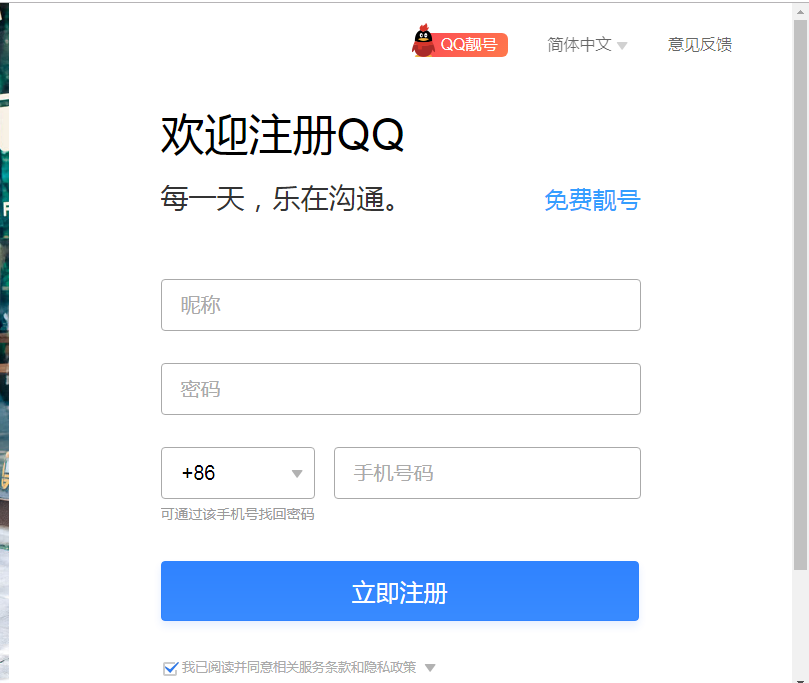 QQ靓号 简体中文 意见反馈
欢迎注册QQ
每一天，乐在沟通。 免费靓号
昵称
密码
+86 手机号码
可通过该手机号找回密码
立即注册
我已阅读并同意相关服务条款和隐私政策